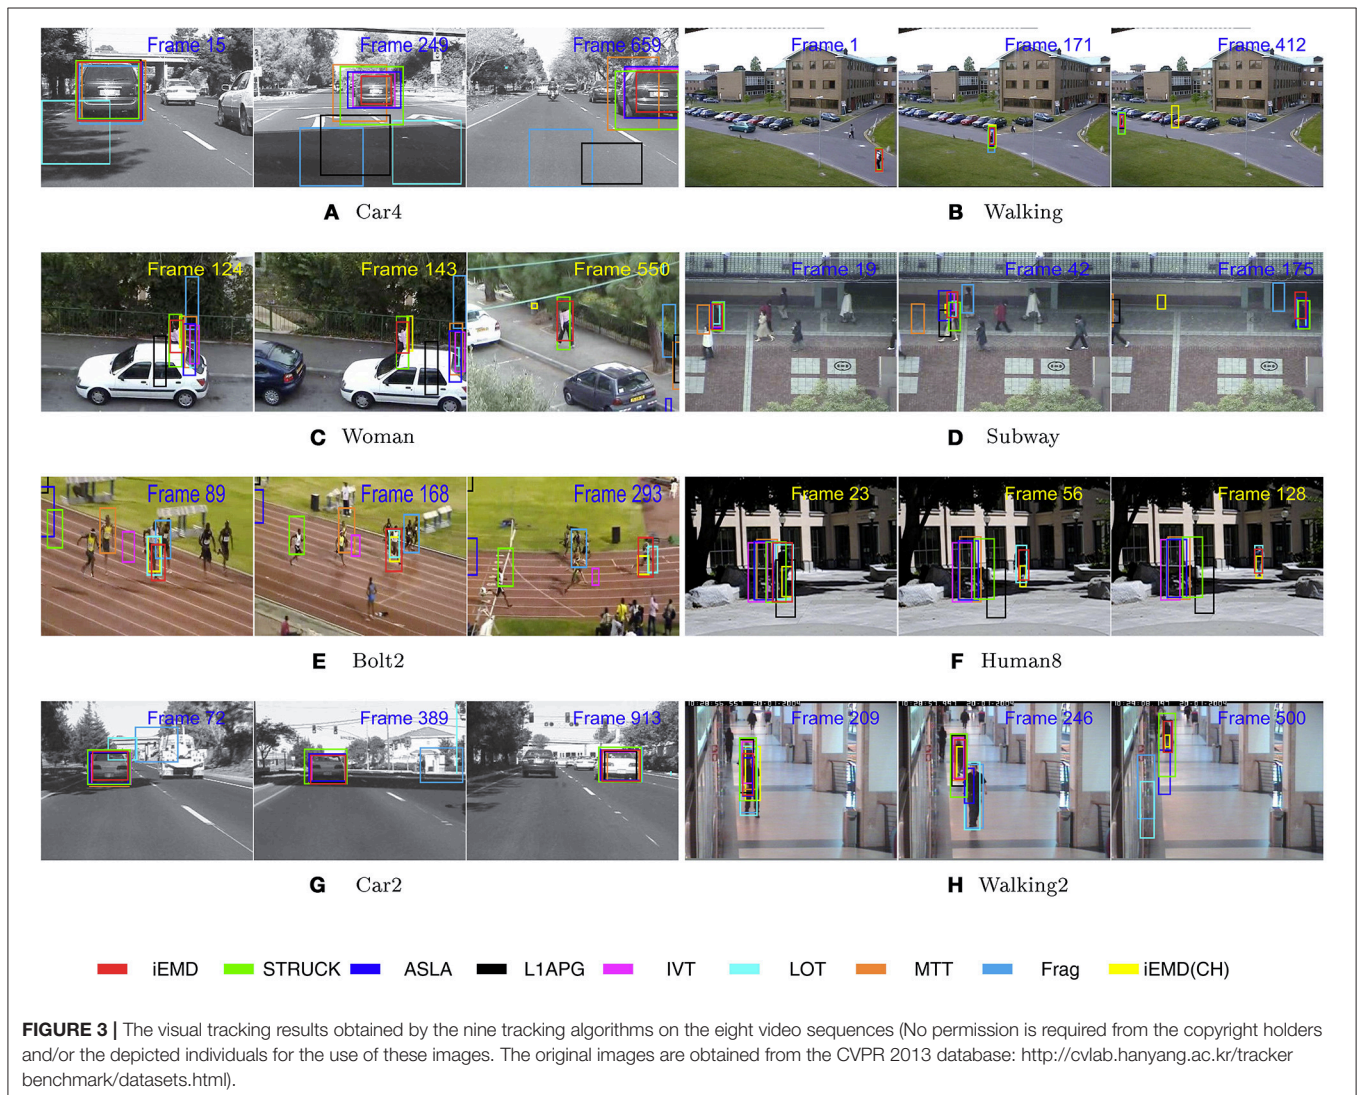 Frame 15
Frame 249
Frame 659
Frame 1
Frame 171
Frame 412
A Car4
B Walking
Frame 124
Frame 143
Frame 550
Frame 19
Frame 42
Frame 175
C Woman
D Subway
Frame 89
Frame 168
Frame 293
Frame 23
Frame 56
Frame 128
E Bolt2
F Human8
Frame 72
Frame 389
Frame 913
Frame 209
Frame 246
Frame 500
G Car2
H Walking2
iEMD STRUCK ASLA L1APG IVT LOT MTT Frag iEMD(CH)
FIGURE 3 | The visual tracking results obtained by the nine tracking algorithms on the eight video sequences (No permission is required from the copyright holders
and/or the depicted individuals for the use of these images. The original images are obtained from the CVPR 2013 database: http://cvlab.hanyang.ac.kr/tracker
benchmark/datasets.html).